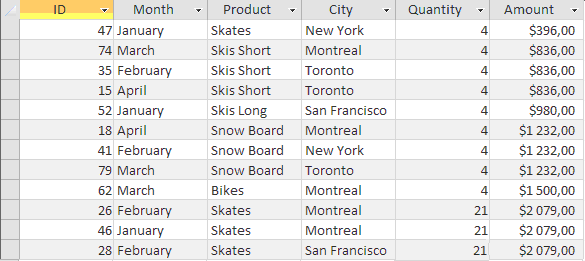 ID Month Product City Quantity Amount
47 January Skates New York 4 $396,00
74 March Skis Short Montreal 4 $836,00
35 February Skis Short Toronto 4 $836,00
15 April Skis Short Toronto 4 $836,00
52 January Skis Long San Francisco 4 $980,00
18 April Snow Board Montreal 4 $1 232,00
41 February Snow Board New York 4 $1 232,00
79 March Snow Board Toronto 4 $1 232,00
62 March Bikes Montreal 4 $1 500,00
26 February Skates Montreal 21 $2 079,00
46 January Skates Montreal 21 $2 079,00
28 February Skates San Francisco 21 $2 079,00